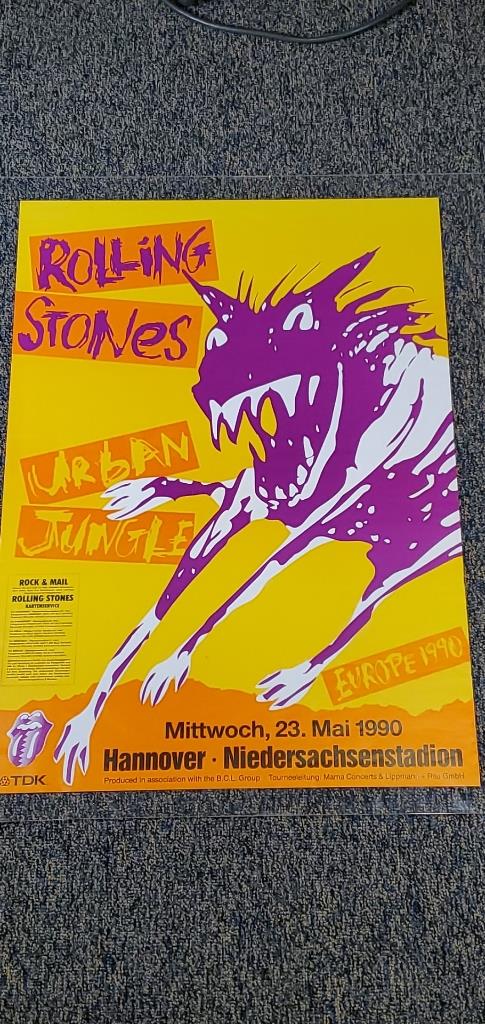 ROLLING
STONES
URBAN
JUNGLE
ROCK & MAIL
ROLLING STONES
KARTENSERVICE
EUROPE 1990
Mittwoch, 23. Mai 1990
Hannover · Niedersachsenstadion
TDK
Produced in association with the B.C.L. Group Tourneeleitung: Mama Concerts & Lippmann + Rau GmbH